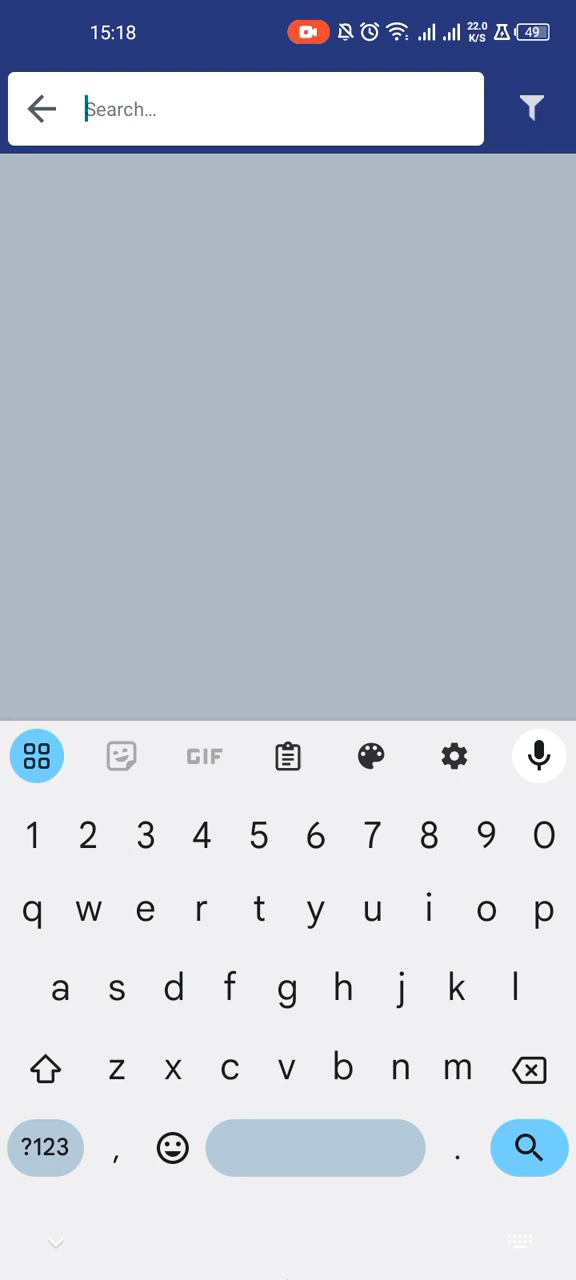 15:18
22.0
K/S
49
Search...
GIF
1 2 3 4 5 6 7 8 9 0
q w e r t y u i o p
a s d f g h j k l
z x c v b n m
?123 , .